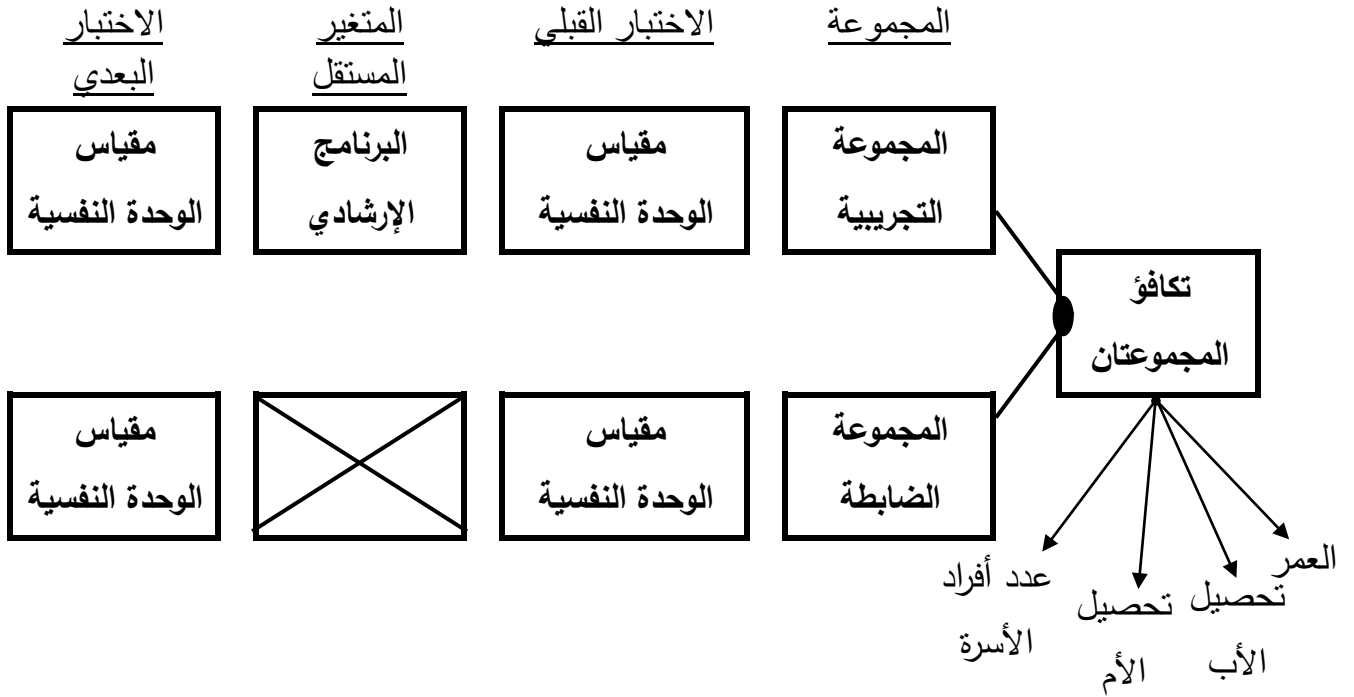 المجموعة
الاختبار القبلي
المتغير
المستقل
الاختبار
البعدي
المجموعة
التجريبية
مقياس
الوحدة النفسية
البرنامج
الإرشادي
مقياس
الوحدة النفسية
تكافؤ
المجموعتان
المجموعة
الضابطة
مقياس
الوحدة النفسية
مقياس
الوحدة النفسية
العمر
تحصيل
الأب
تحصيل
الأم
عدد أفراد
الأسرة